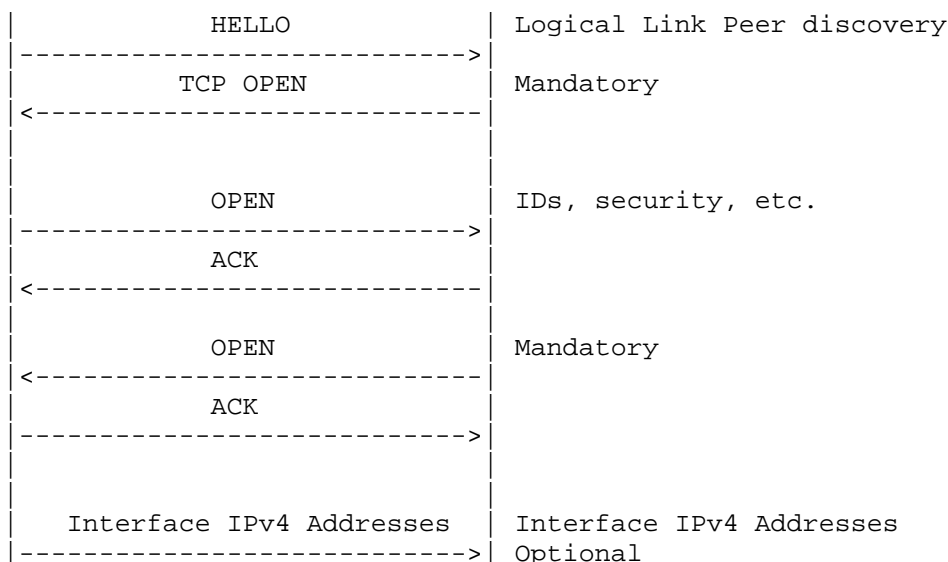 |            HELLO            | Logical Link Peer discovery
|---------------------------->|
|          TCP OPEN           | Mandatory
|<----------------------------|
|                             |
|                             |
|            OPEN             | IDs, security, etc.
|---------------------------->|
|            ACK              |
|<----------------------------|
|                             |
|            OPEN             | Mandatory
|<----------------------------|
|            ACK              |
|---------------------------->|
|                             |
|                             |
|   Interface IPv4 Addresses  | Interface IPv4 Addresses
|---------------------------->| Optional